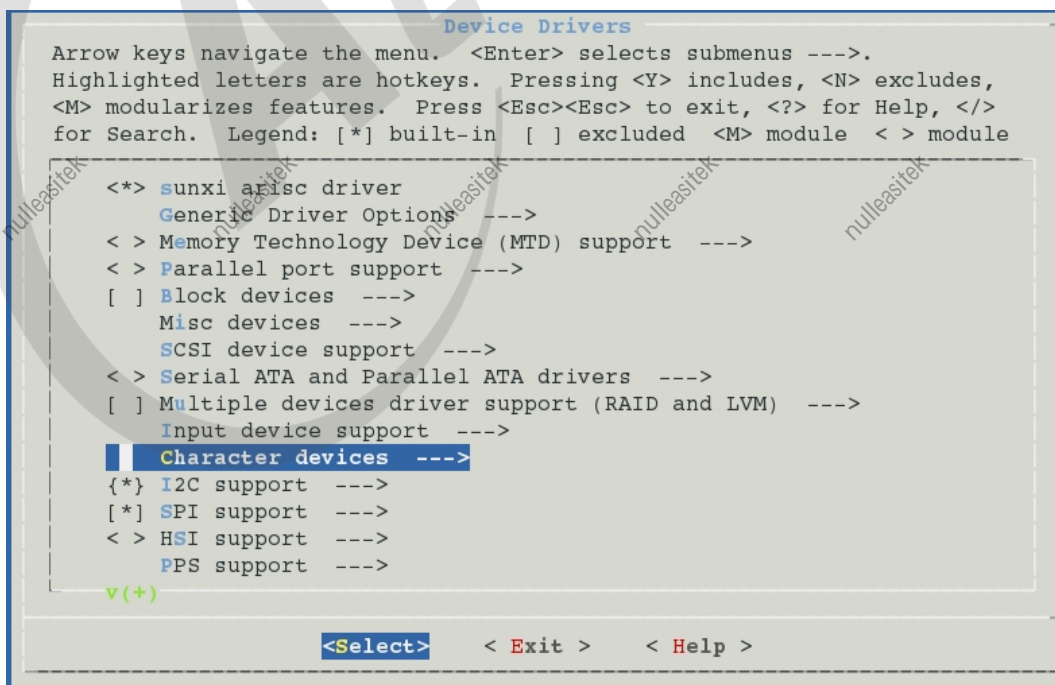 Device Drivers
Arrow keys navigate the menu.  <Enter> selects submenus --->.
Highlighted letters are hotkeys.  Pressing <Y> includes, <N> excludes,
<M> modularizes features.  Press <Esc><Esc> to exit, <?> for Help, </>
for Search.  Legend: [*] built-in  [ ] excluded  <M> module  < > module
<*> sunxi arisc driver
Generic Driver Options  --->
< > Memory Technology Device (MTD) support  --->
< > Parallel port support  --->
[ ] Block devices  --->
Misc devices  --->
SCSI device support  --->
< > Serial ATA and Parallel ATA drivers  --->
[ ] Multiple devices driver support (RAID and LVM)  --->
Input device support  --->
Character devices  --->
{*} I2C support  --->
[*] SPI support  --->
< > HSI support  --->
PPS support  --->
v(+)
<Select>    < Exit >    < Help >
nulleasitek
nulleasitek
nulleasitek
nulleasitek
nulleasitek